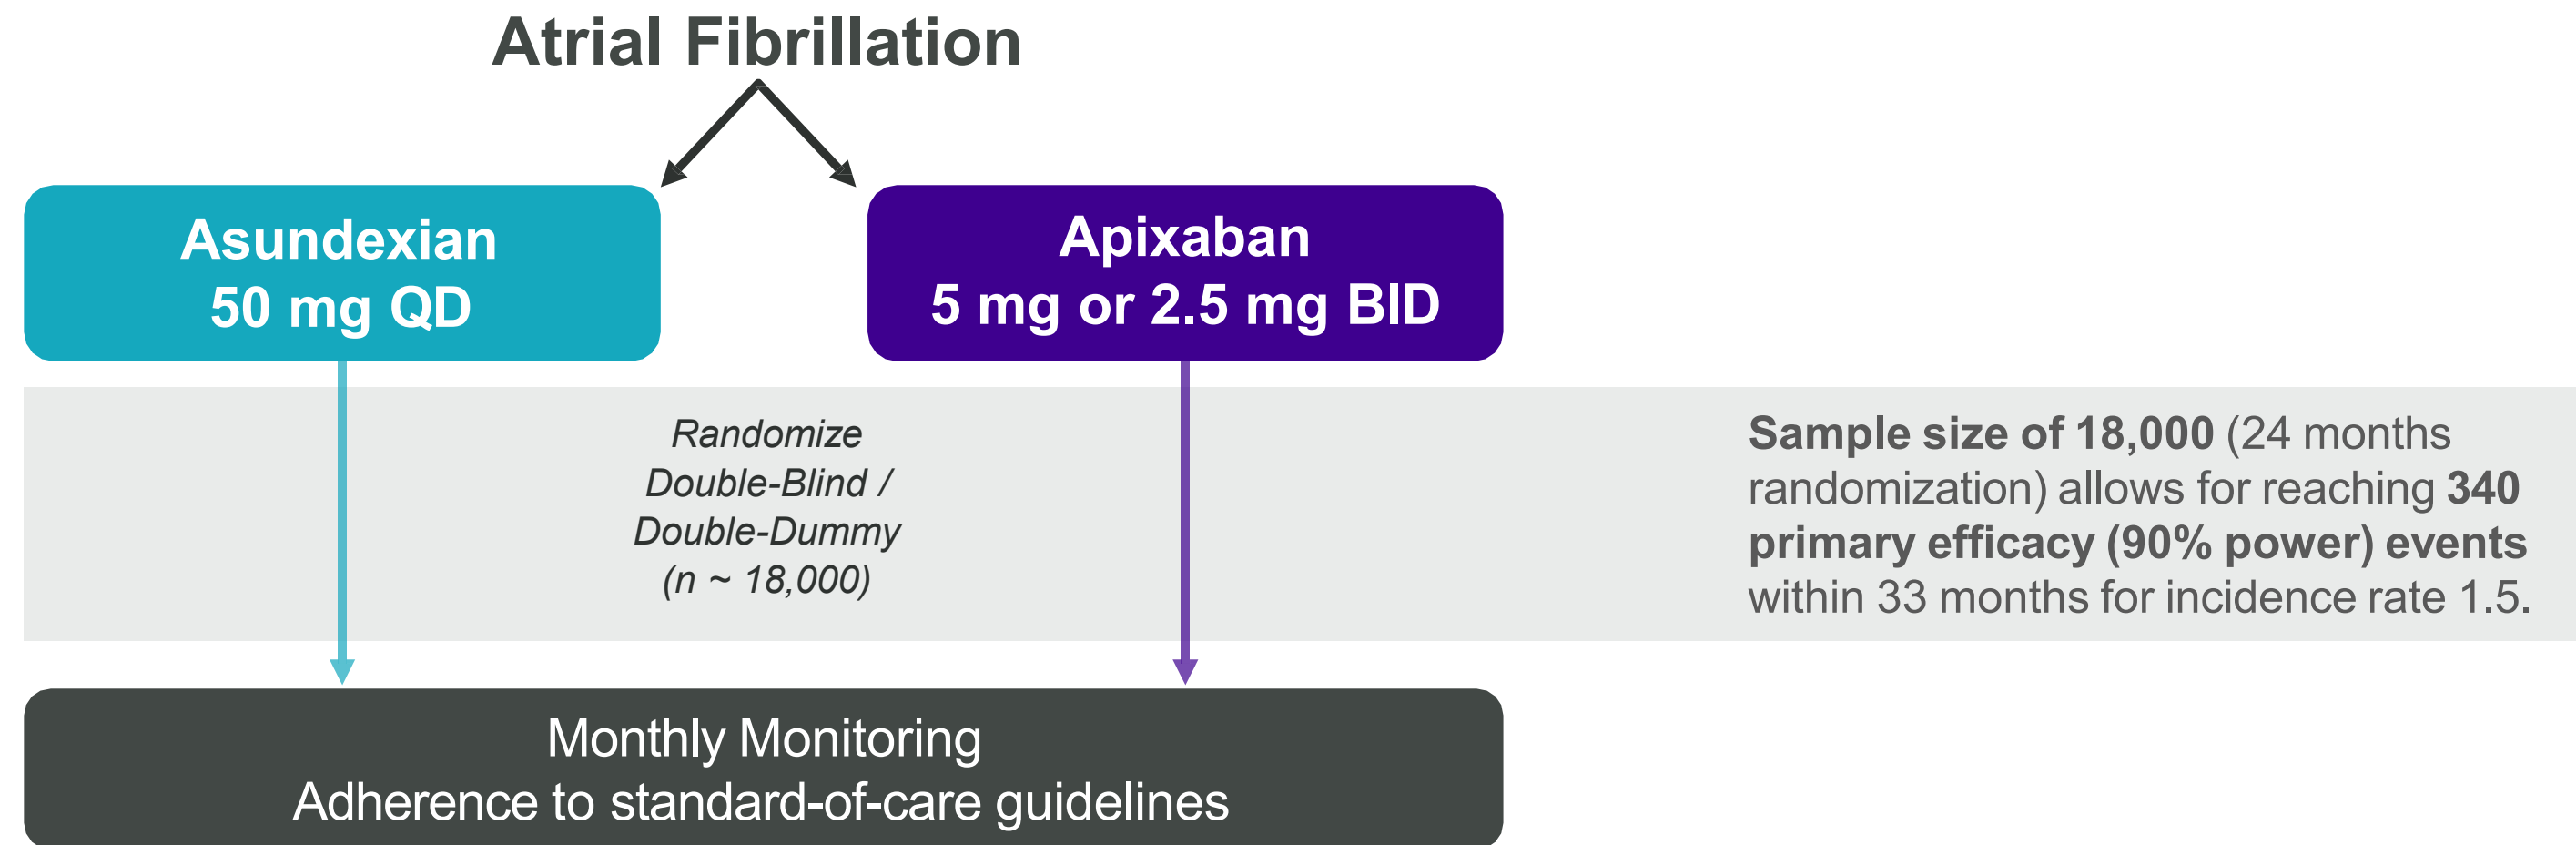 Atrial Fibrillation
Asundexian
50 mg QD
Apixaban
5 mg or 2.5 mg BID
Randomize
Double-Blind /
Double-Dummy
(n ~ 18,000)
Sample size of 18,000 (24 months
randomization) allows for reaching 340
primary efficacy (90% power) events
within 33 months for incidence rate 1.5.
Monthly Monitoring
Adherence to standard-of-care guidelines